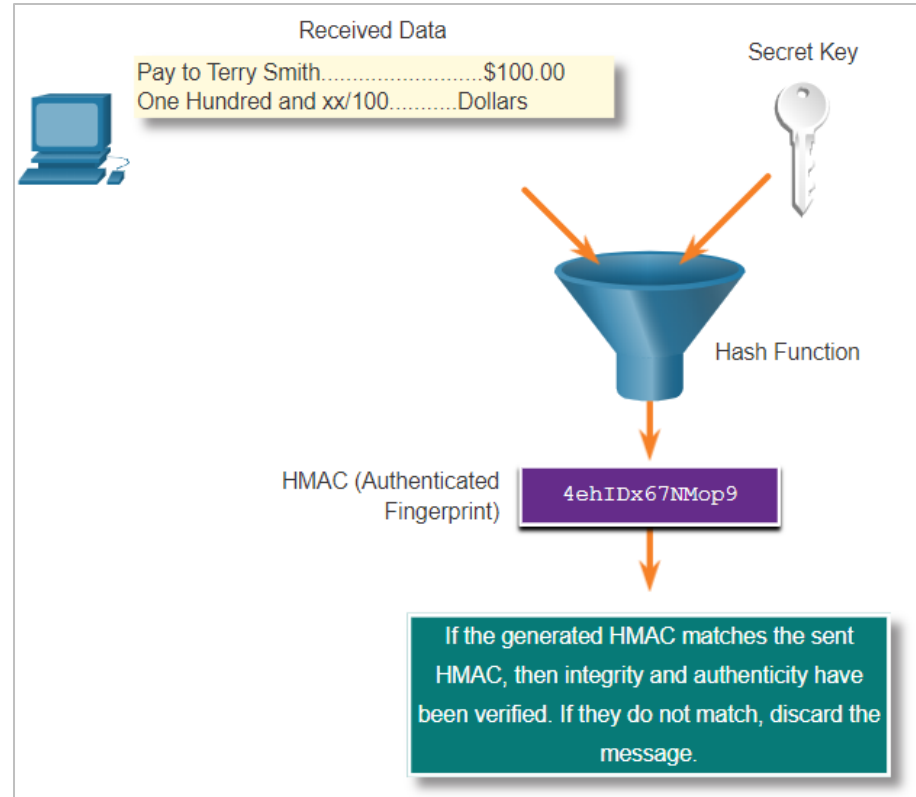 Received Data
Pay to Terry Smith..........................$100.00
One Hundred and xx/100...........Dollars
Secret Key
Hash Function
HMAC (Authenticated
Fingerprint)
4ehIDx67NMop9
If the generated HMAC matches the sent
HMAC, then integrity and authenticity have
been verified. If they do not match, discard the
message.